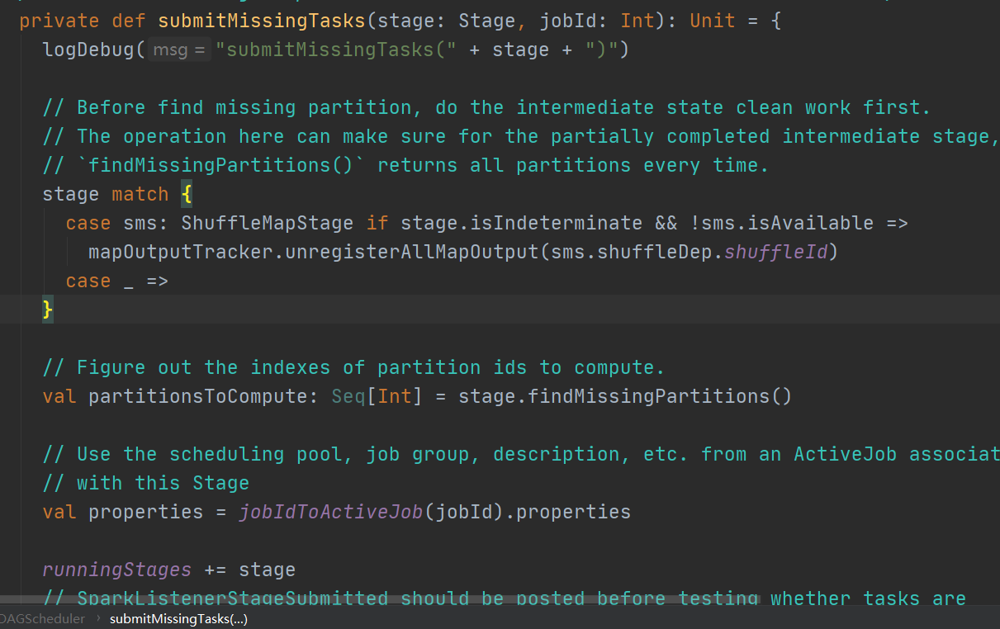 private def submitMissingTasks(stage: Stage, jobId: Int): Unit = {
logDebug( msg = "submitMissingTasks(" + stage + ")")
// Before find missing partition, do the intermediate state clean work first.
// The operation here can make sure for the partially completed intermediate stage,
// `findMissingPartitions()` returns all partitions every time.
stage match {
case sms: ShuffleMapStage if stage.isIndeterminate && !sms.isAvailable =>
mapOutputTracker.unregisterAllMapOutput(sms.shuffleDep.shuffleId)
case _ =>
}
// Figure out the indexes of partition ids to compute.
val partitionsToCompute: Seq[Int] = stage.findMissingPartitions()
// Use the scheduling pool, job group, description, etc. from an ActiveJob associat
// with this Stage
val properties = jobIdToActiveJob(jobId).properties
runningStages += stage
// SparkListenerStageSubmitted should be posted before testing whether tasks are
DAGScheduler › submitMissingTasks(...)